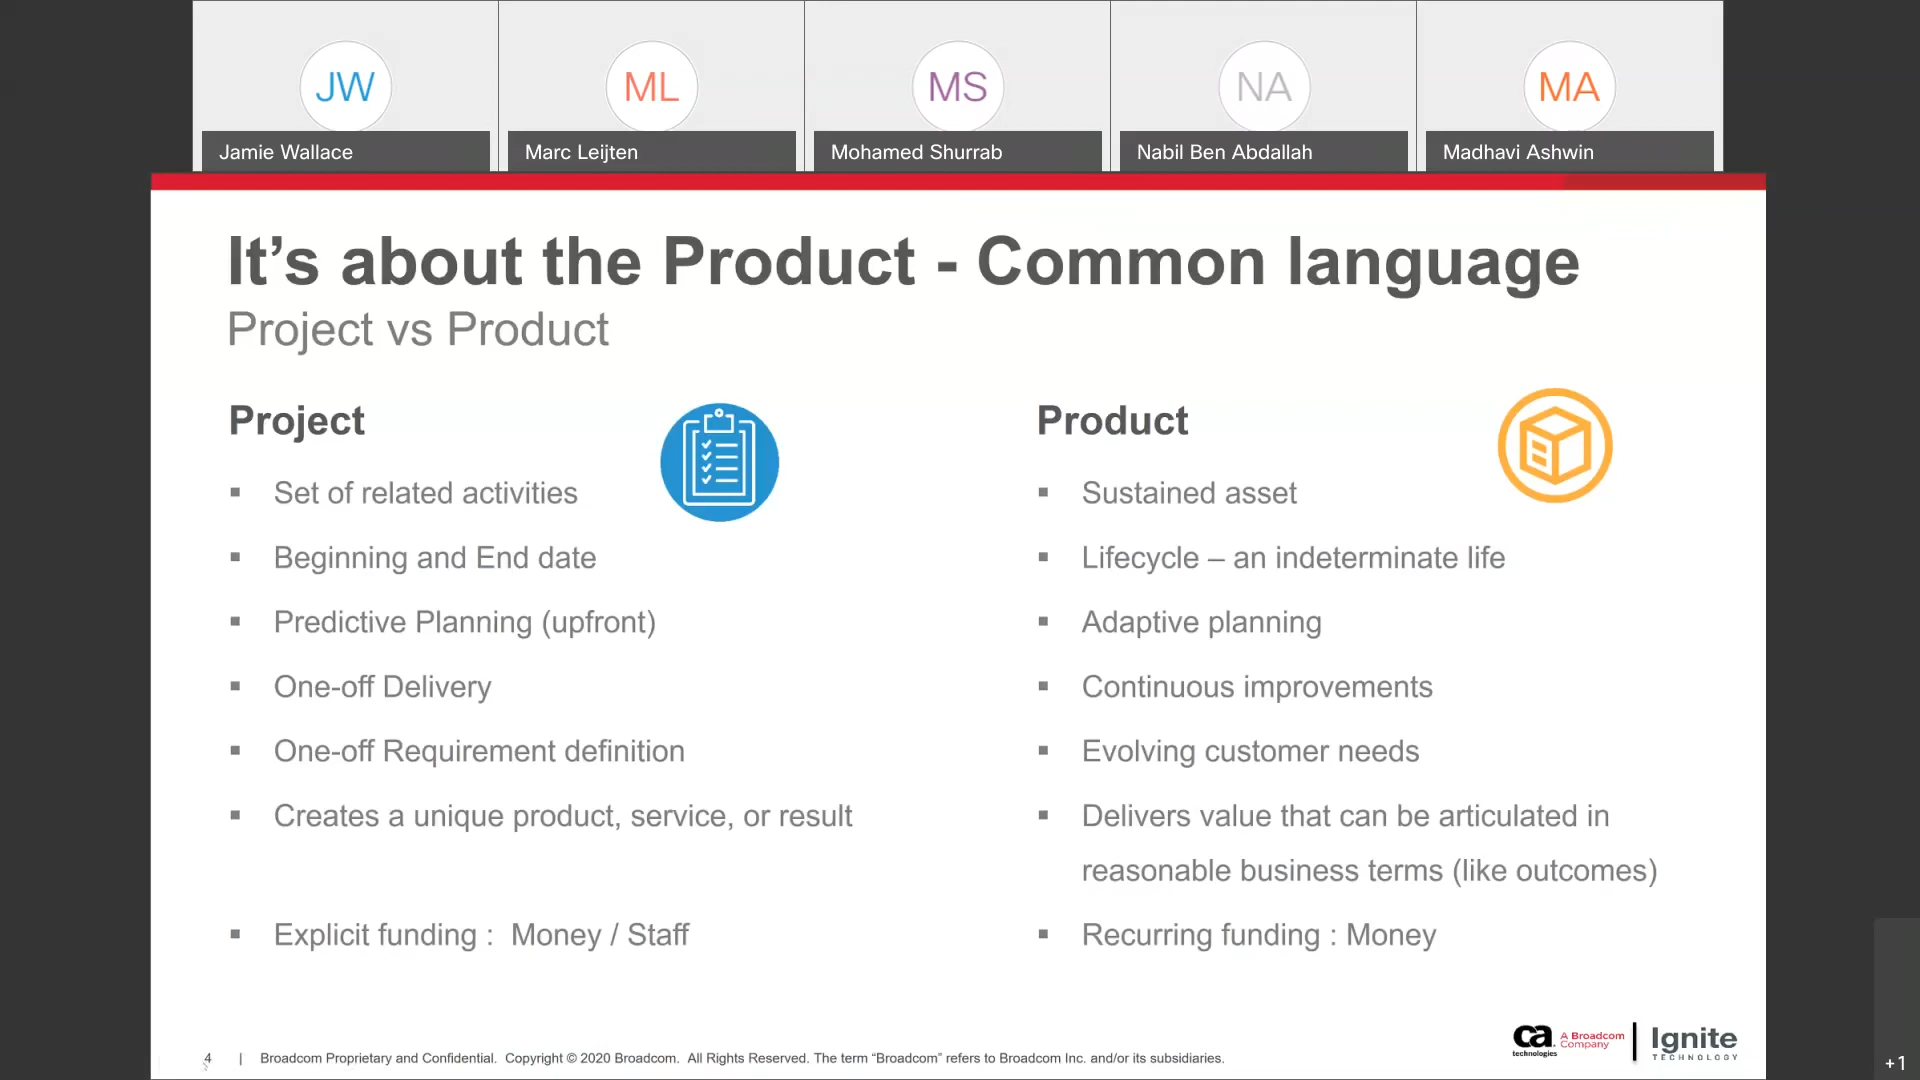 JW
ML
MS
NA
MA
Jamie Wallace
Marc Leijten
Mohamed Shurrab
Nabil Ben Abdallah
Madhavi Ashwin
It’s about the Product - Common language
Project vs Product
Project
▪ Set of related activities
▪ Beginning and End date
▪ Predictive Planning (upfront)
▪ One-off Delivery
▪ One-off Requirement definition
▪ Creates a unique product, service, or result
▪ Explicit funding : Money / Staff
Product
▪ Sustained asset
▪ Lifecycle – an indeterminate life
▪ Adaptive planning
▪ Continuous improvements
▪ Evolving customer needs
▪ Delivers value that can be articulated in
reasonable business terms (like outcomes)
▪ Recurring funding : Money
4 | Broadcom Proprietary and Confidential. Copyright © 2020 Broadcom. All Rights Reserved. The term “Broadcom” refers to Broadcom Inc. and/or its subsidiaries.
ca
technologies
A Broadcom
Company
Ignite
TECHNOLOGY
+1